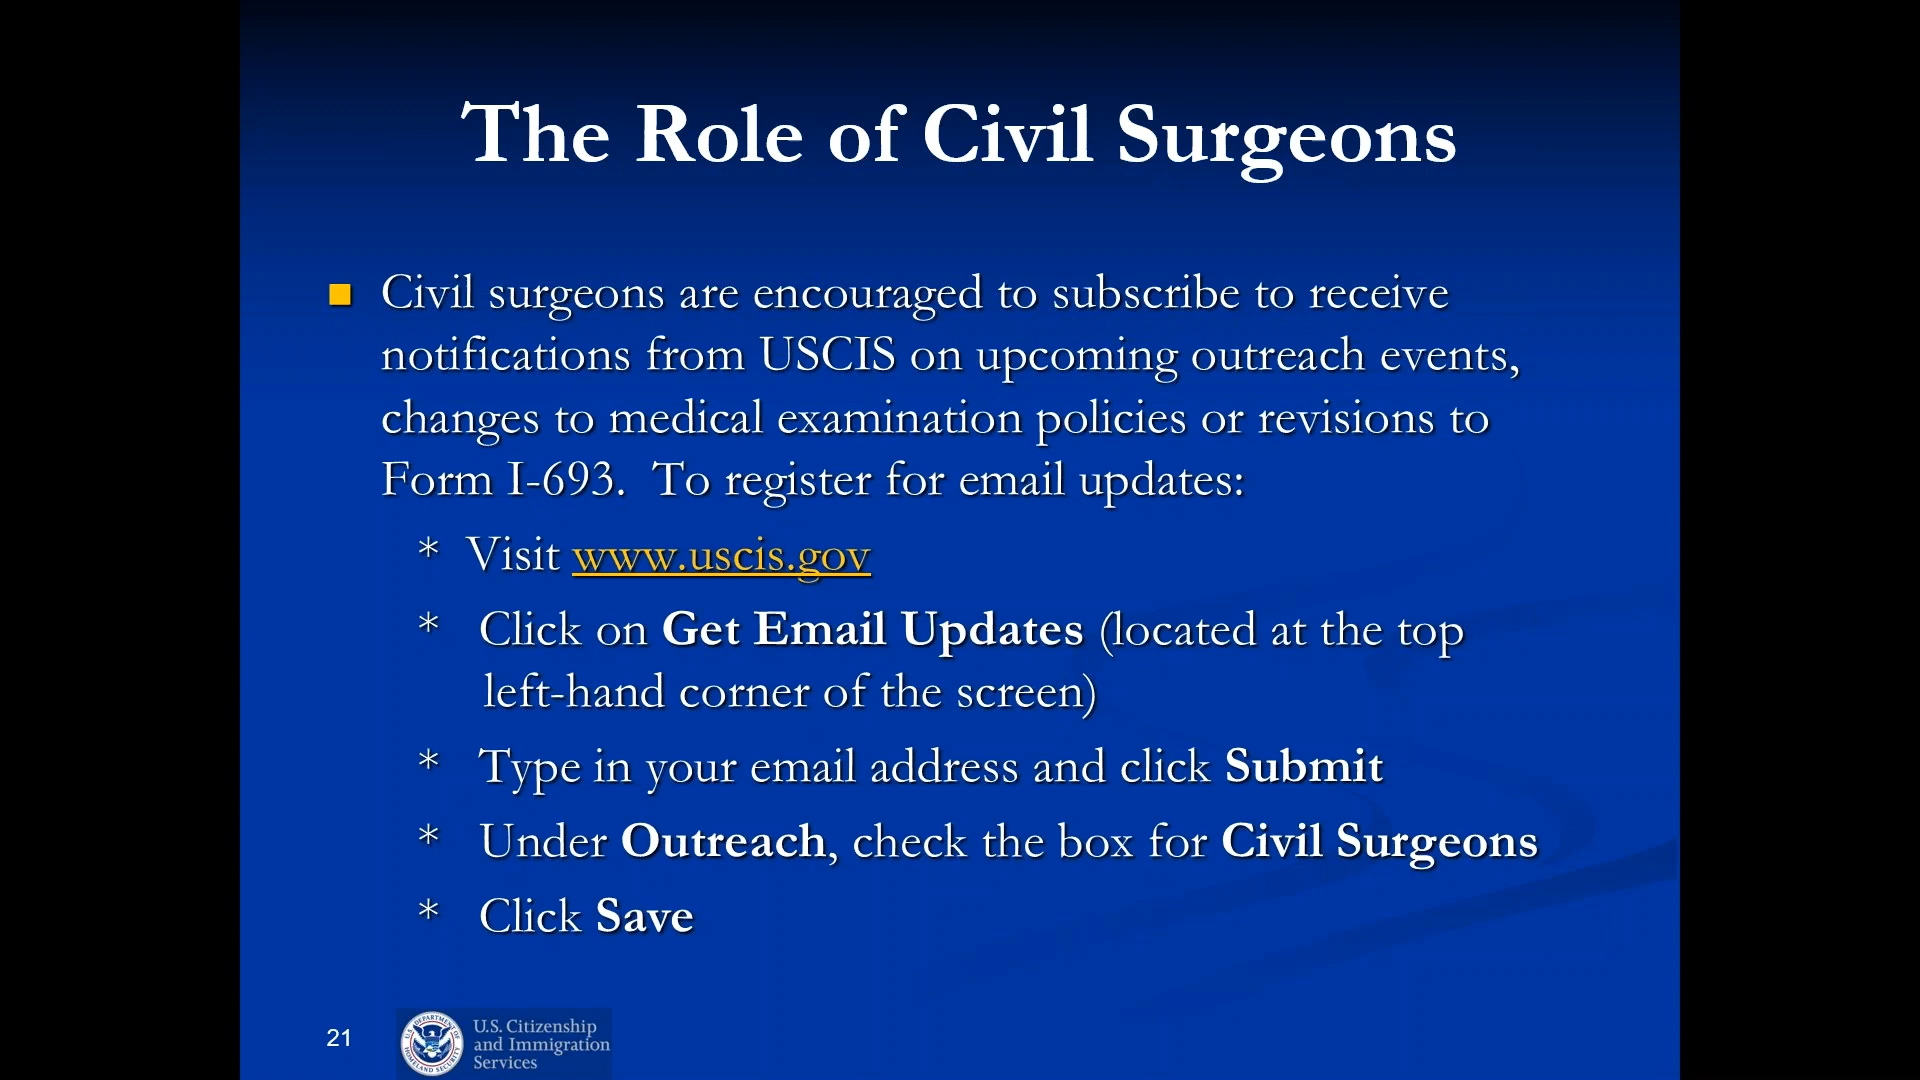 The Role of Civil Surgeons
■ Civil surgeons are encouraged to subscribe to receive
notifications from USCIS on upcoming outreach events,
changes to medical examination policies or revisions to
Form I-693.  To register for email updates:
* Visit www.uscis.gov
* Click on Get Email Updates (located at the top
left-hand corner of the screen)
* Type in your email address and click Submit
* Under Outreach, check the box for Civil Surgeons
* Click Save
21
U.S. DEPARTMENT OF HOMELAND SECURITY
U.S. Citizenship
and Immigration
Services